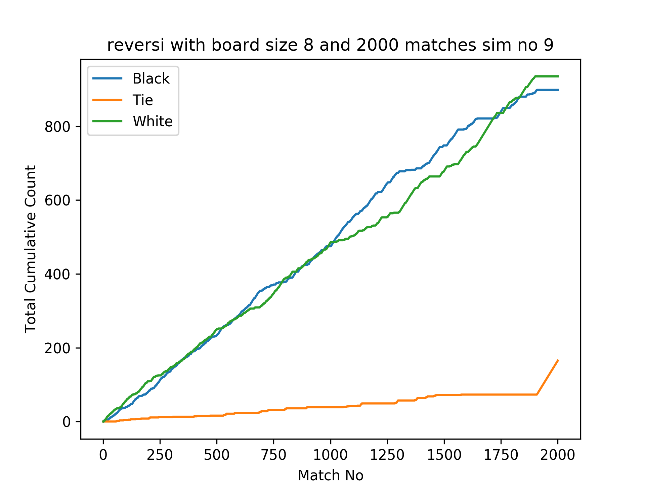 reversi with board size 8 and 2000 matches sim no 9
Black
Tie
White
Total Cumulative Count
800
600
400
200
0
0 250 500 750 1000 1250 1500 1750 2000
Match No